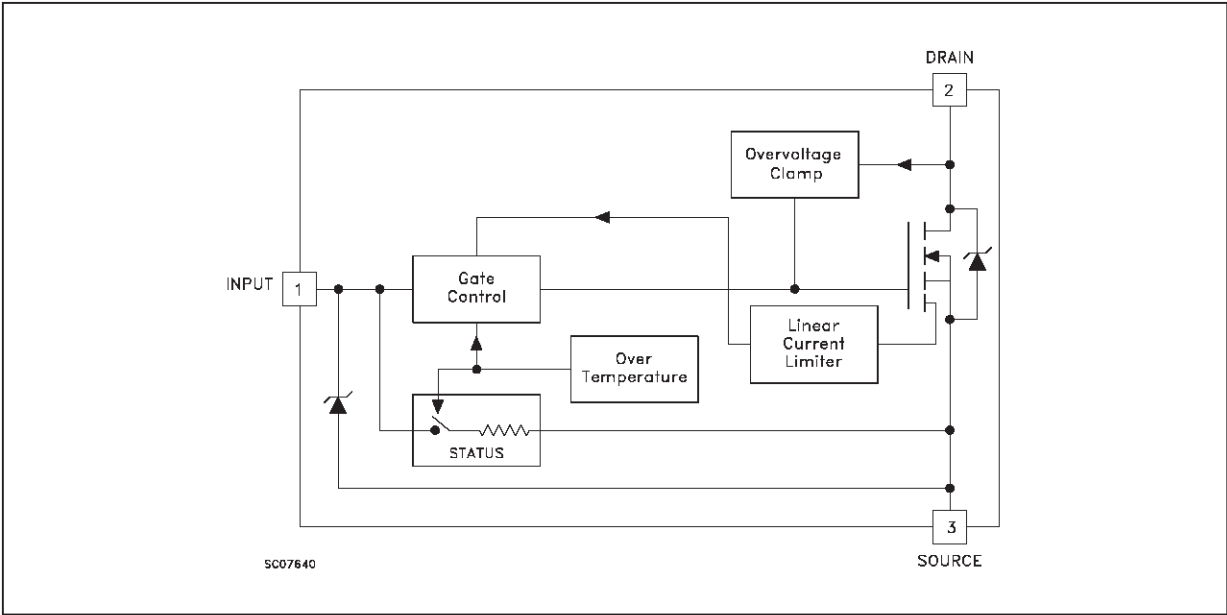 DRAIN
2
Overvoltage
Clamp
INPUT
1
Gate
Control
Linear
Current
Limiter
Over
Temperature
STATUS
3
SC07640
SOURCE